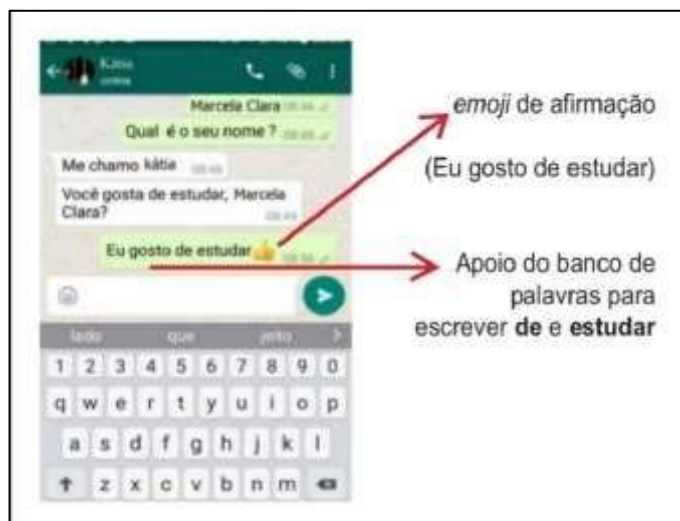 Kátia
online
Marcela Clara
Qual é o seu nome ?
Me chamo kátia
Você gosta de estudar, Marcela
Clara?
Eu gosto de estudar👍
lado que jeito
1 2 3 4 5 6 7 8 9 0
q w e r t y u i o p
a s d f g h j k l
z x c v b n m
emoji de afirmação
(Eu gosto de estudar)
Apoio do banco de
palavras para
escrever de e estudar